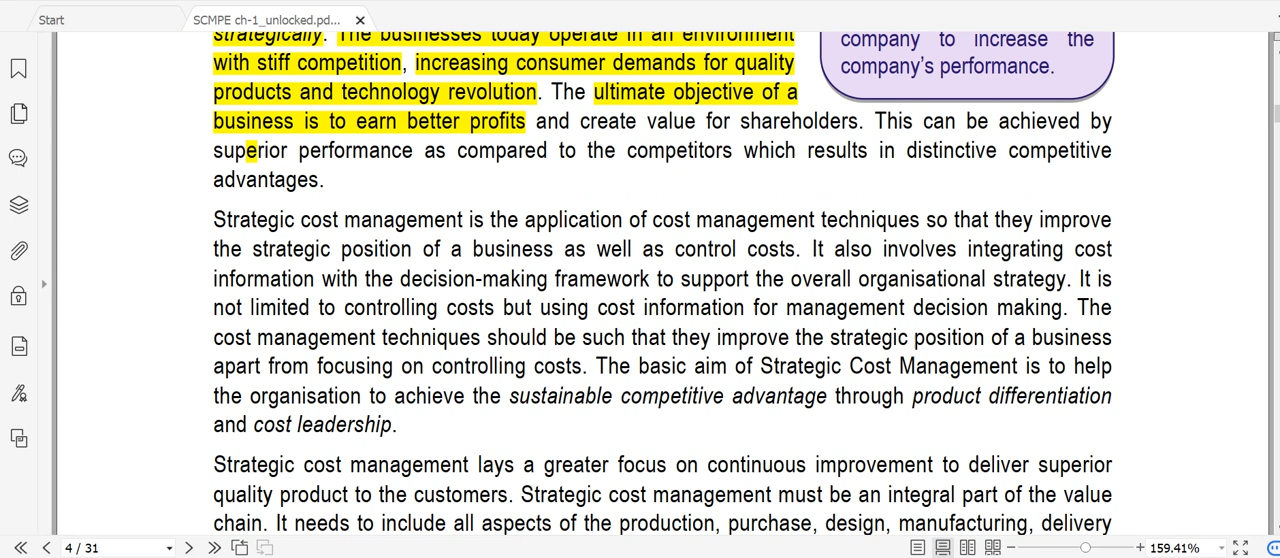 Start
SCMPE ch-1_unlocked.pd...
strategically. The businesses today operate in an environment
with stiff competition, increasing consumer demands for quality
products and technology revolution. The ultimate objective of a
business is to earn better profits and create value for shareholders. This can be achieved by
superior performance as compared to the competitors which results in distinctive competitive
advantages.
company to increase the
company's performance.
Strategic cost management is the application of cost management techniques so that they improve
the strategic position of a business as well as control costs. It also involves integrating cost
information with the decision-making framework to support the overall organisational strategy. It is
not limited to controlling costs but using cost information for management decision making. The
cost management techniques should be such that they improve the strategic position of a business
apart from focusing on controlling costs. The basic aim of Strategic Cost Management is to help
the organisation to achieve the sustainable competitive advantage through product differentiation
and cost leadership.
Strategic cost management lays a greater focus on continuous improvement to deliver superior
quality product to the customers. Strategic cost management must be an integral part of the value
chain. It needs to include all aspects of the production, purchase, design, manufacturing, delivery
4 / 31
159.41%